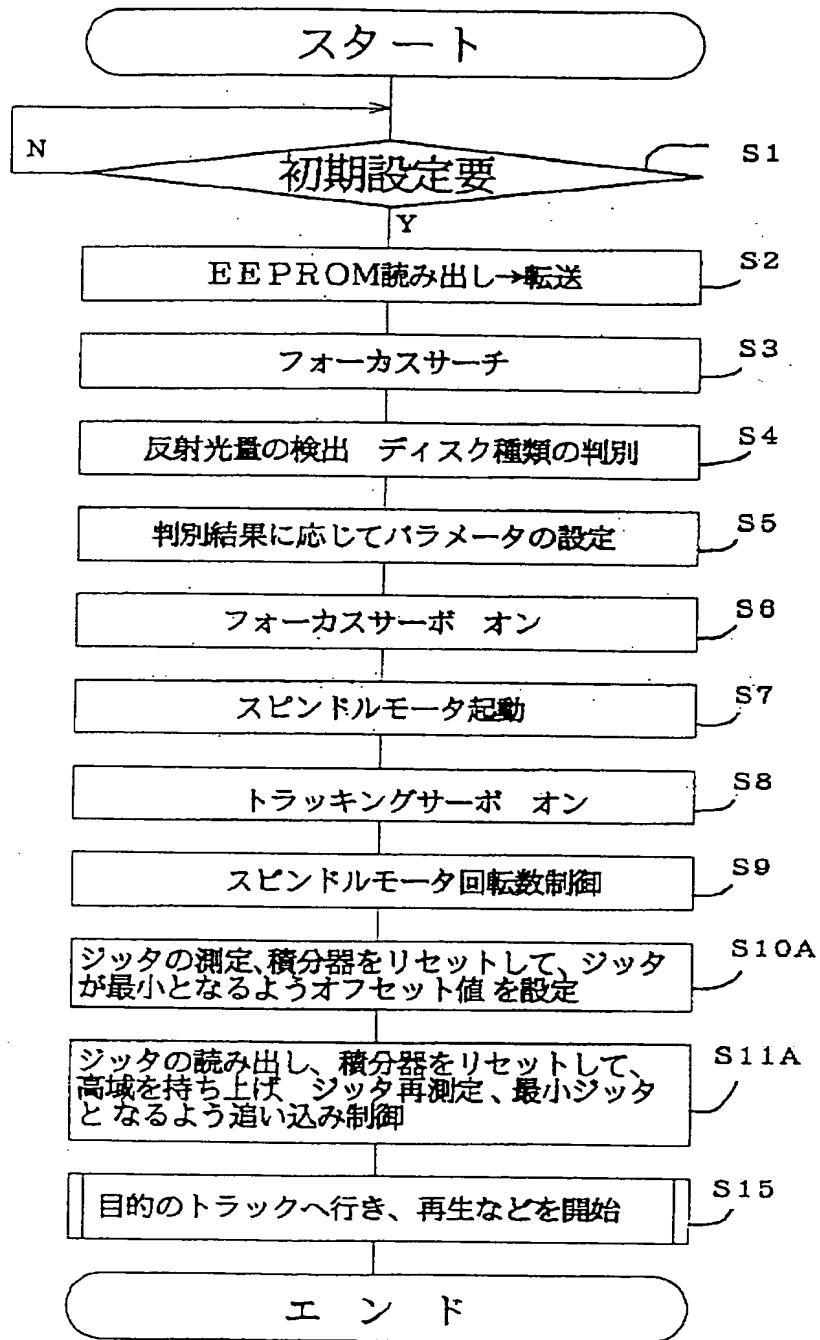 スタート
N
初期設定要
S1
Y
EEPROM読み出し→転送
S2
フォーカスサーチ
S3
反射光量の検出 ディスク種類の判別
S4
判別結果に応じてパラメータの設定
S5
フォーカスサーボ オン
S6
スピンドルモータ起動
S7
トラッキングサーボ オン
S8
スピンドルモータ回転数制御
S9
ジッタの測定、積分器をリセットして、ジッタ
が最小となるようオフセット値を設定
S10A
ジッタの読み出し、積分器をリセットして、
高域を持ち上げ、ジッタ再測定、最小ジッタ
となるよう追い込み制御
S11A
目的のトラックへ行き、再生などを開始
S15
エンド